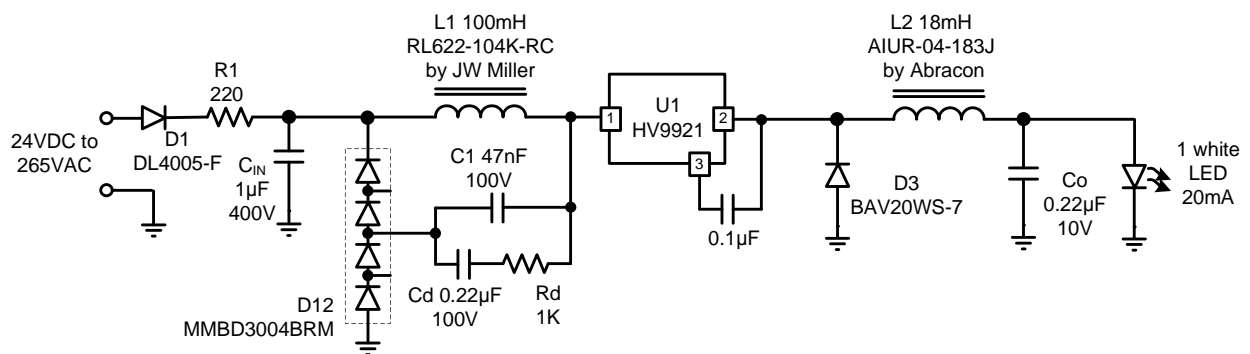 L1 100mH
RL622-104K-RC
by JW Miller
L2 18mH
AIUR-04-183J
by Abracon
R1
220
U1
HV9921
1
2
3
24VDC to
265VAC
D1
DL4005-F
CIN
1µF
400V
C1 47nF
100V
D3
BAV20WS-7
Co
0.22µF
10V
1 white
LED
20mA
0.1µF
Cd 0.22µF
100V
Rd
1K
D12
MMBD3004BRM